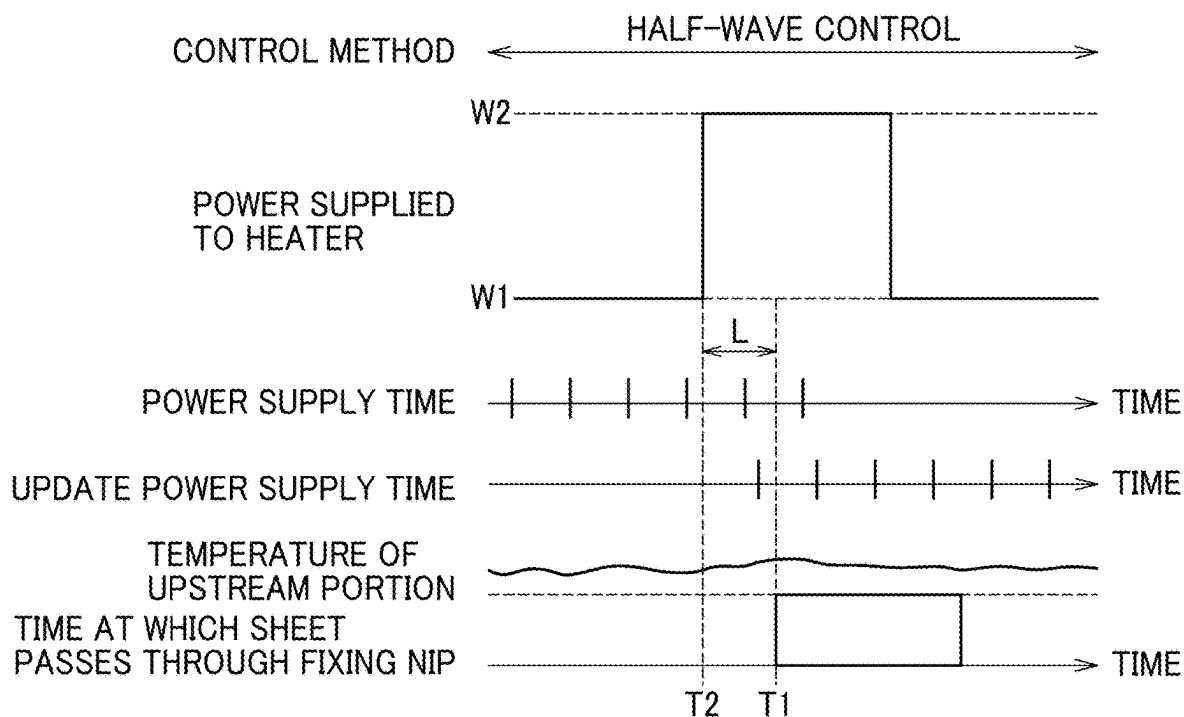 CONTROL METHOD
HALF-WAVE CONTROL
W2
POWER SUPPLIED
TO HEATER
W1
L
POWER SUPPLY TIME
TIME
UPDATE POWER SUPPLY TIME
TIME
TEMPERATURE OF
UPSTREAM PORTION
TIME AT WHICH SHEET
PASSES THROUGH FIXING NIP
TIME
T2
T1